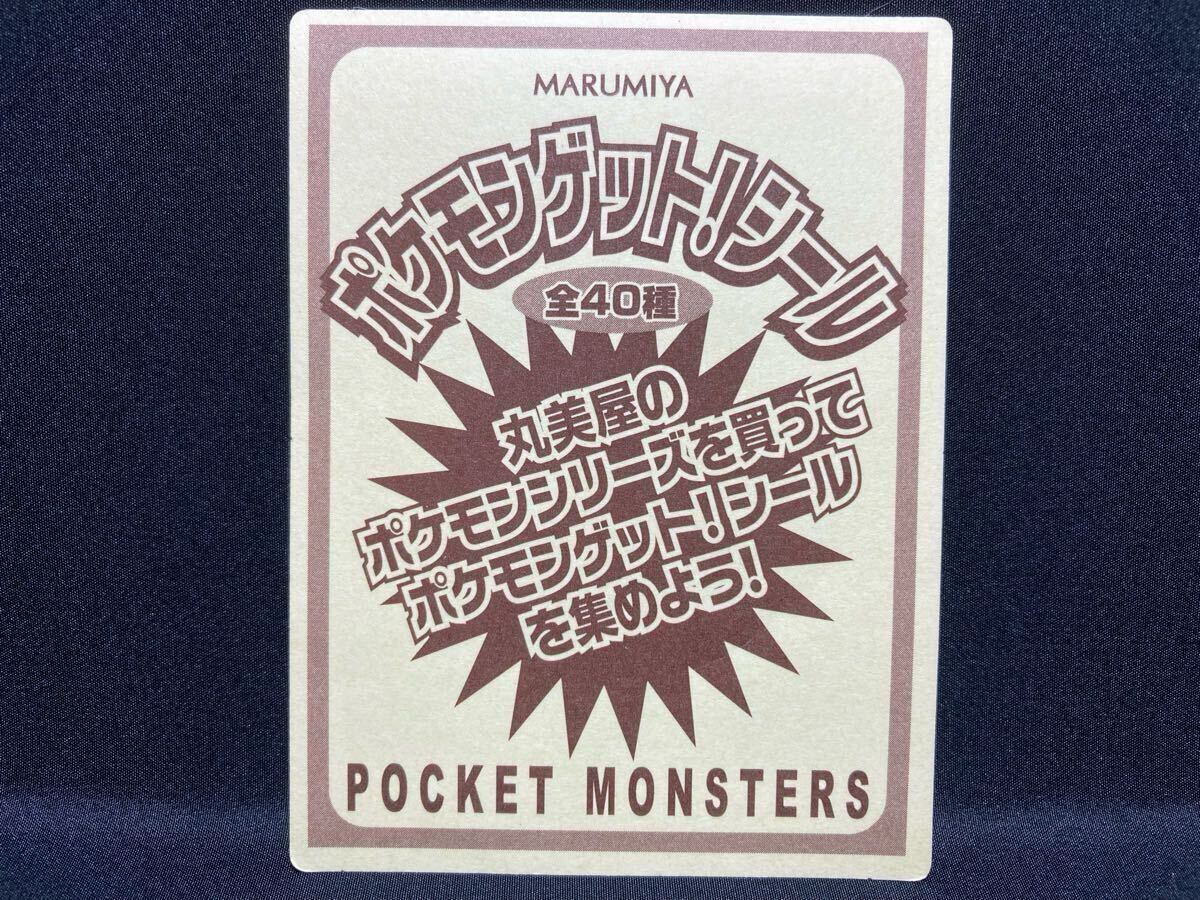 MARUMIYA
ポケモンゲット!シール
全40種
丸美屋の
ポケモンシリーズを買って
ポケモンゲット!シール
を集めよう!
POCKET MONSTERS